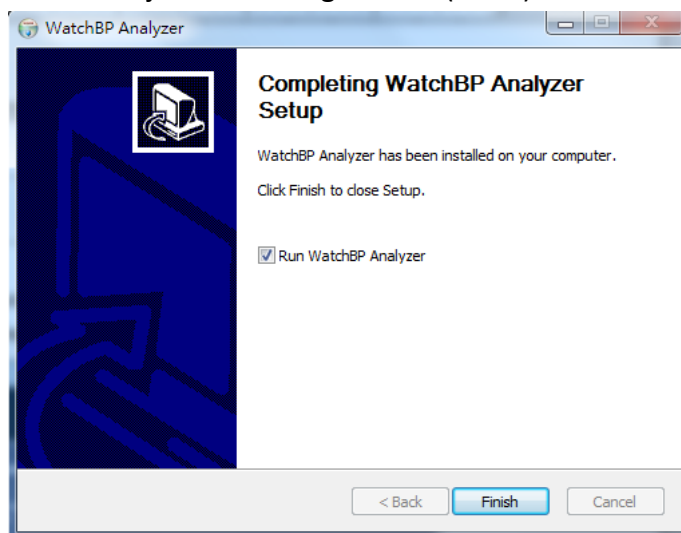 WatchBP Analyzer
Completing WatchBP Analyzer
Setup
WatchBP Analyzer has been installed on your computer.
Click Finish to close Setup.
Run WatchBP Analyzer
< Back
Finish
Cancel